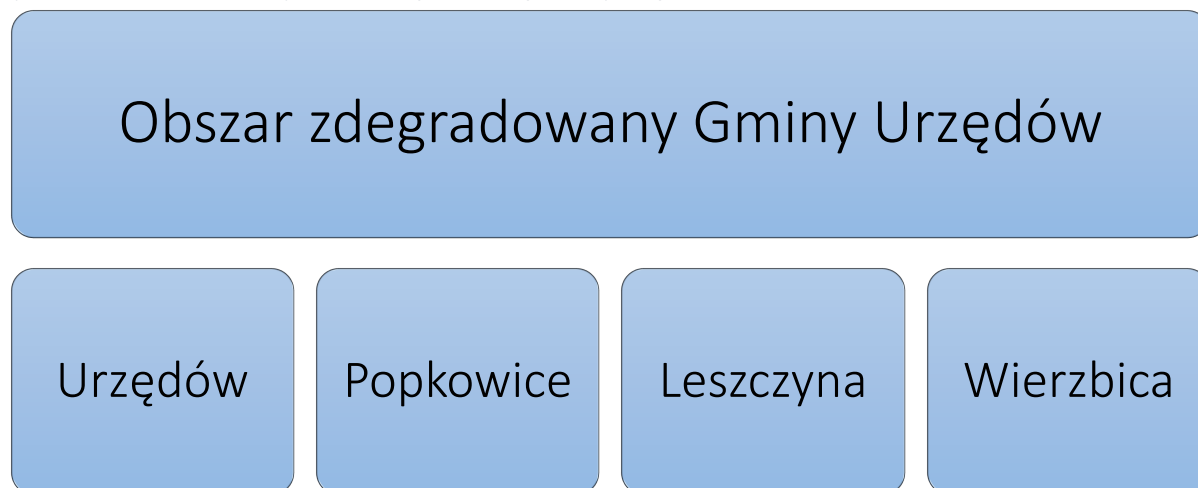 Obszar zdegradowany Gminy Urzędów
Urzędów
Popkowice
Leszczyna
Wierzbica